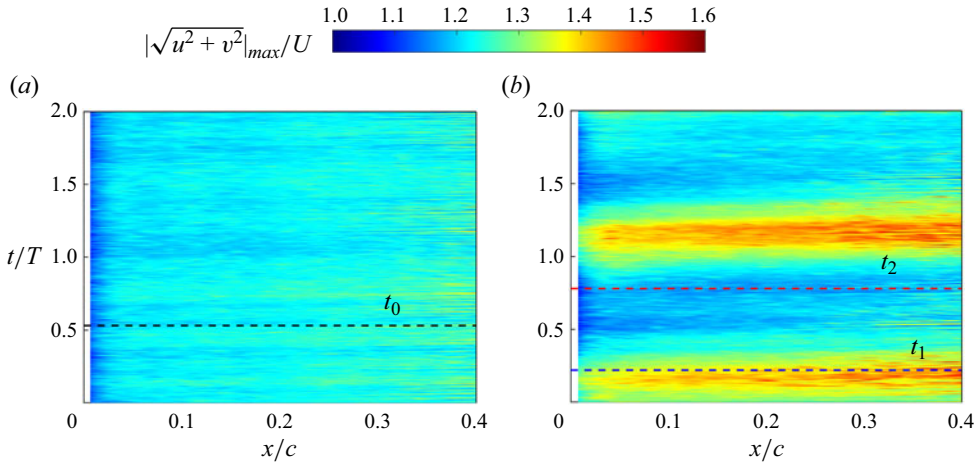 1.0 1.2 1.3 1.4 1.5 1.6
|√u² + v²|max/U
(a) (b)
2.0 2.0
1.5 1.5
t/T 1.0 1.0
t₂
t₀
0.5 0.5
t₁
0 0.1 0.2 0.3 0.4 0 0.1 0.2 0.3 0.4
x/c x/c